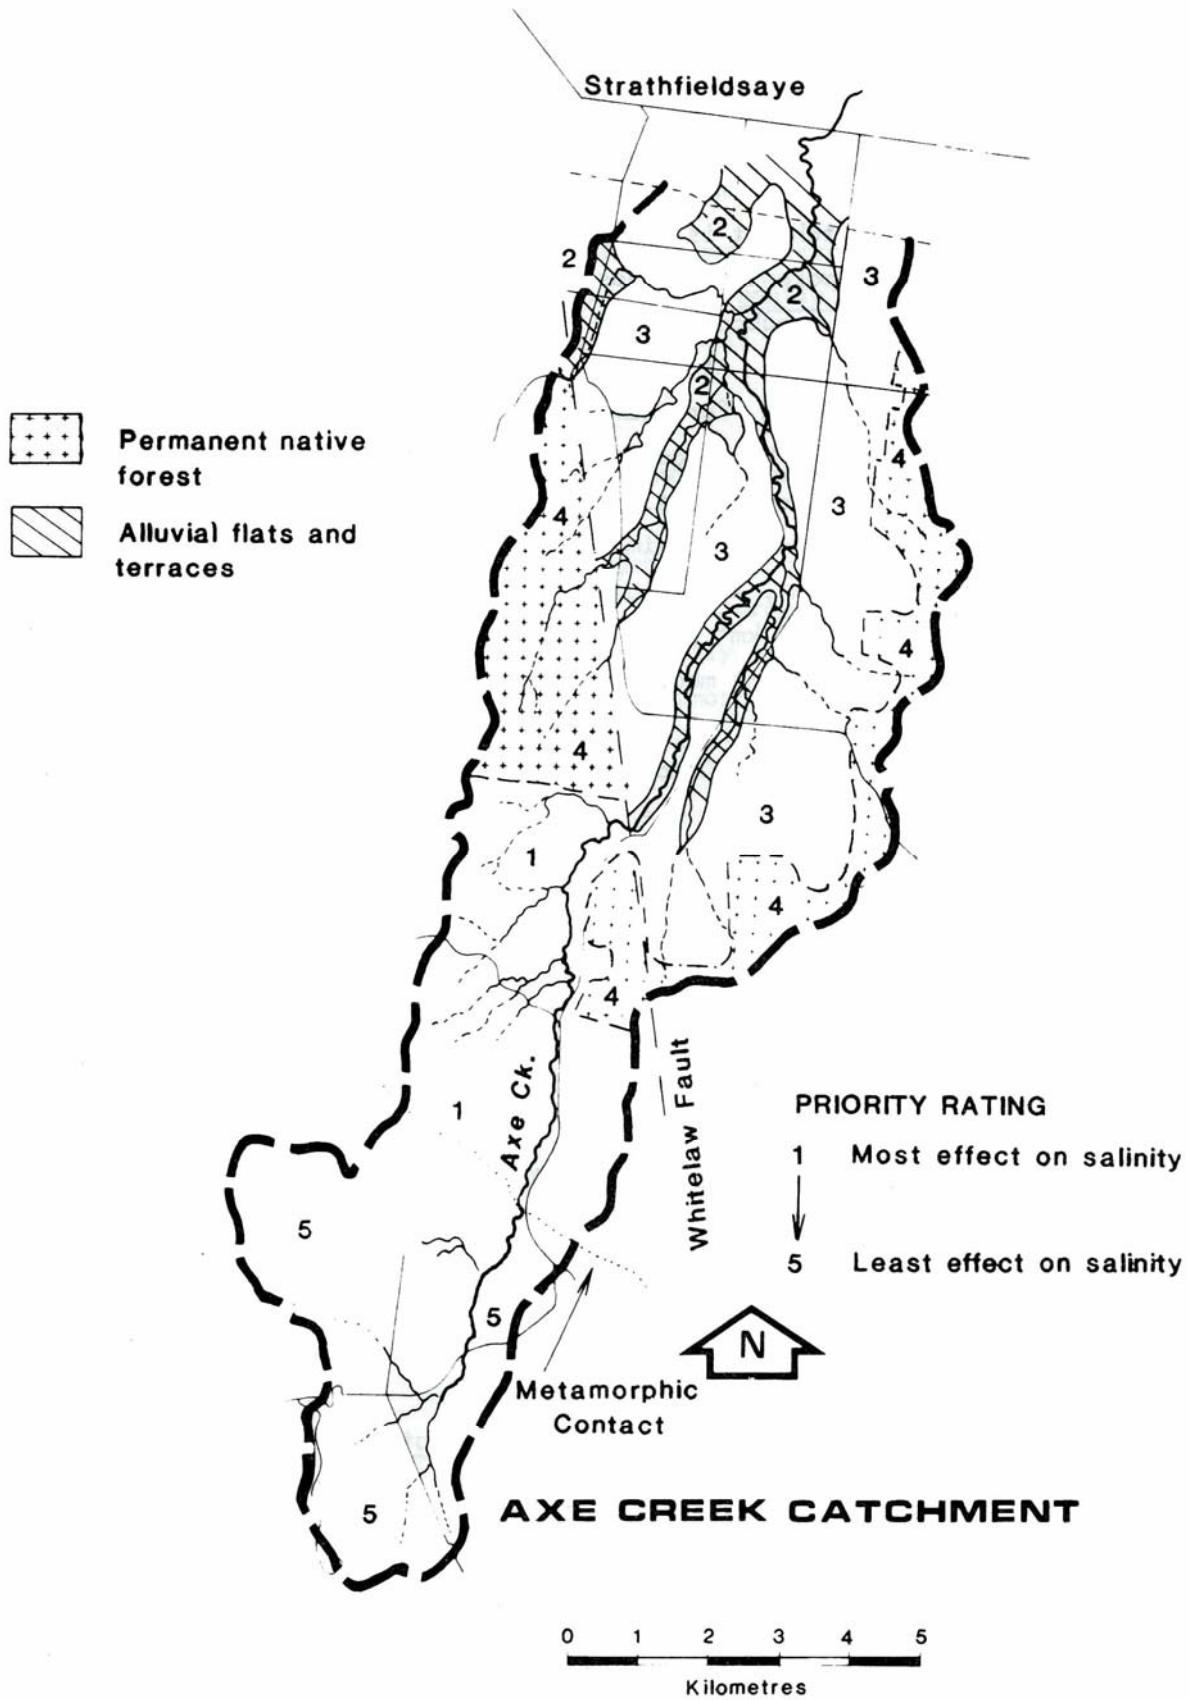 Strathfieldsaye
2
2
3
2
3
2
Permanent native
forest
4
4
Alluvial flats and
terraces
3
3
4
4
3
1
4
4
Axe Ck.
1
Whitelaw Fault
PRIORITY RATING
1 Most effect on salinity
5 Least effect on salinity
5
5
N
Metamorphic
Contact
5
AXE CREEK CATCHMENT
0 1 2 3 4 5
Kilometres